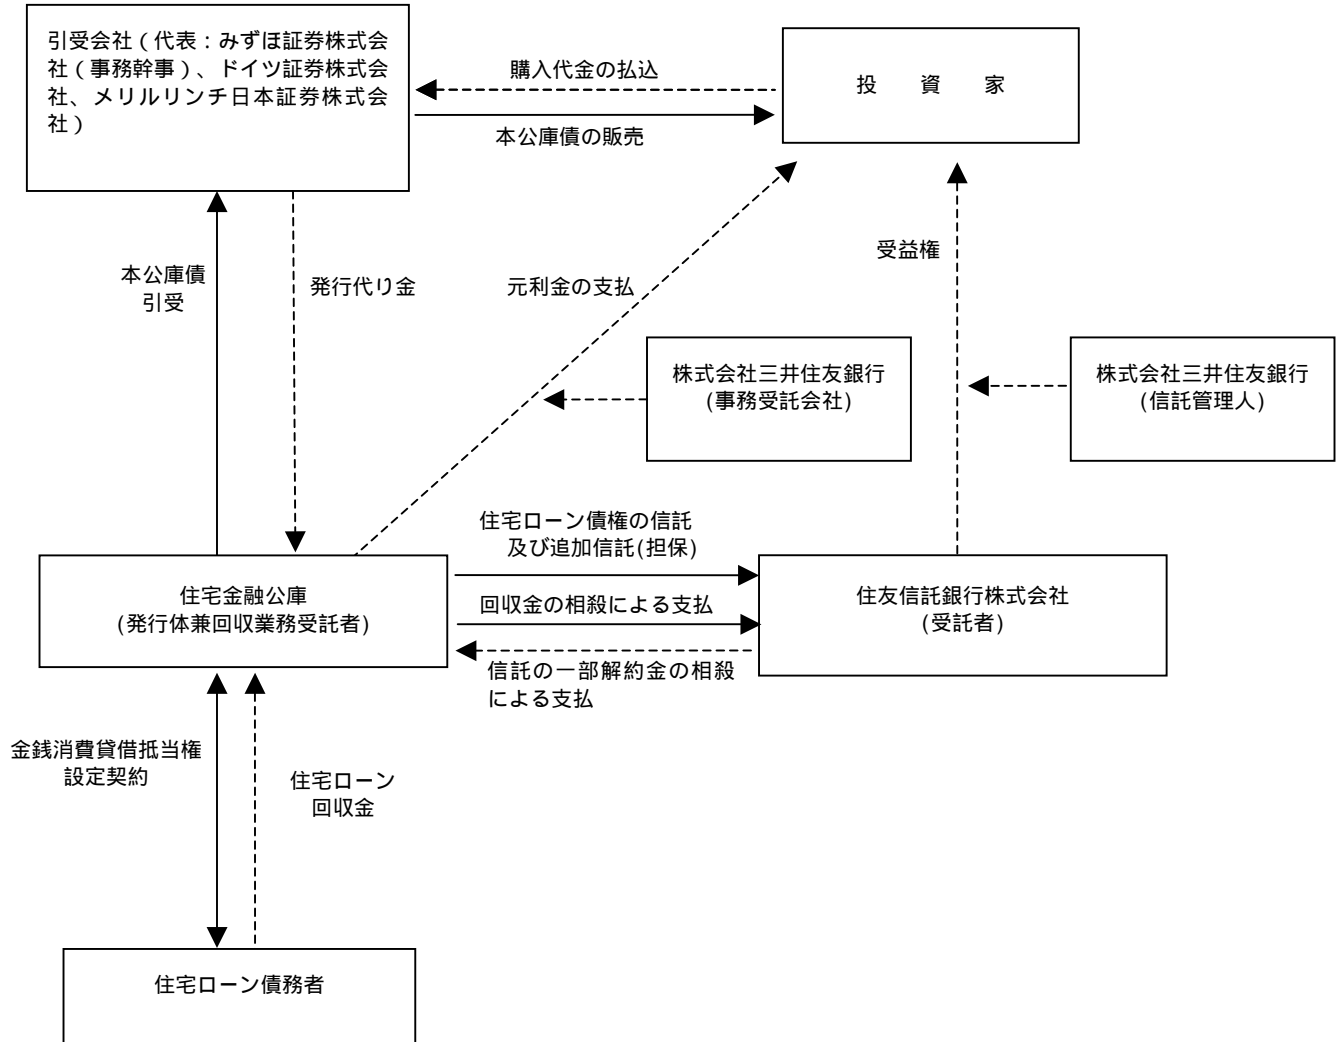 引受会社(代表:みずほ証券株式会
社(事務幹事)、ドイツ証券株式会
社、メリルリンチ日本証券株式会
社)
購入代金の払込
投 資 家
本公庫債の販売
本公庫債
引受
発行代り金
元利金の支払
受益権
株式会社三井住友銀行
(事務受託会社)
株式会社三井住友銀行
(信託管理人)
住宅ローン債権の信託
及び追加信託(担保)
住宅金融公庫
(発行体兼回収業務受託者)
回収金の相殺による支払
住友信託銀行株式会社
(受託者)
信託の一部解約金の相殺
による支払
金銭消費貸借抵当権
設定契約
住宅ローン
回収金
住宅ローン債務者